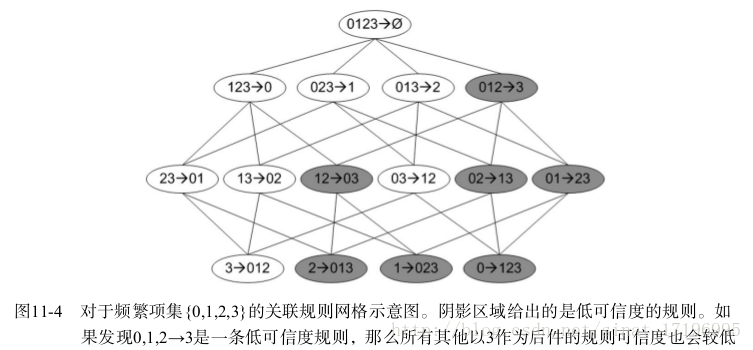 0123→Ø
123→0 023→1 013→2 012→3
23→01 13→02 12→03 03→12 02→13 01→23
3→012 2→013 1→023 0→123
图11-4 对于频繁项集{0,1,2,3}的关联规则网格示意图。阴影区域给出的是低可信度的规则。如
果发现0,1,2→3是一条低可信度规则，那么所有其他以3作为后件的规则可信度也会较低